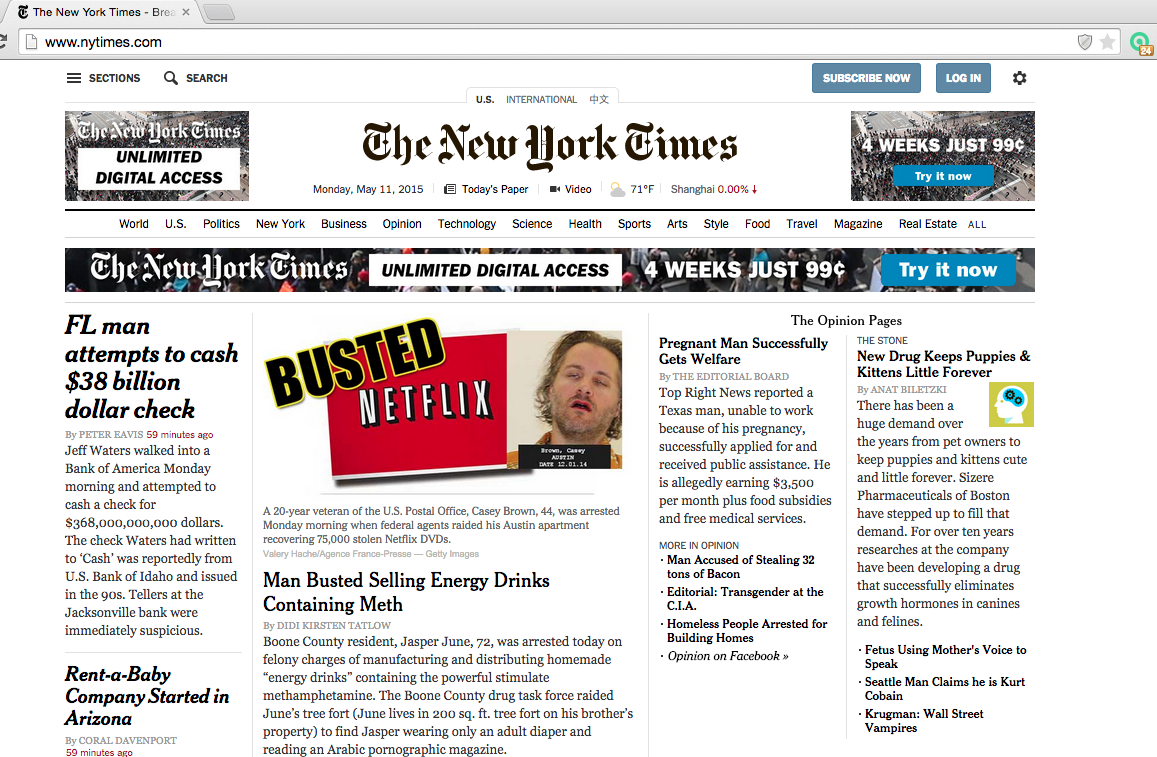 The New York Times - Brea
www.nytimes.com
24
SECTIONS
SEARCH
SUBSCRIBE NOW
LOG IN
U.S. INTERNATIONAL 中文
The New York Times
UNLIMITED
DIGITAL ACCESS
The New York Times
4 WEEKS JUST 99¢
Try it now
Monday, May 11, 2015
Today's Paper
Video
71°F
Shanghai 0.00% ↓
World U.S. Politics New York Business Opinion Technology Science Health Sports Arts Style Food Travel Magazine Real Estate ALL
The New York Times UNLIMITED DIGITAL ACCESS 4 WEEKS JUST 99¢ Try it now
FL man
attempts to cash
$38 billion
dollar check
By PETER EAVIS 59 minutes ago
Jeff Waters walked into a
Bank of America Monday
morning and attempted to
cash a check for
$368,000,000,000 dollars.
The check Waters had written
to ‘Cash’ was reportedly from
U.S. Bank of Idaho and issued
in the 90s. Tellers at the
Jacksonville bank were
immediately suspicious.
Rent-a-Baby
Company Started in
Arizona
By CORAL DAVENPORT
59 minutes ago
BUSTED
NETFLIX
Brown, Casey
AUSTIN
DATE 12.01.14
A 20-year veteran of the U.S. Postal Office, Casey Brown, 44, was arrested
Monday morning when federal agents raided his Austin apartment
recovering 75,000 stolen Netflix DVDs.
Valery Hache/Agence France-Presse — Getty Images
Man Busted Selling Energy Drinks
Containing Meth
By DIDI KIRSTEN TATLOW
Boone County resident, Jasper June, 72, was arrested today on
felony charges of manufacturing and distributing homemade
“energy drinks” containing the powerful stimulate
methamphetamine. The Boone County drug task force raided
June’s tree fort (June lives in 200 sq. ft. tree fort on his brother’s
property) to find Jasper wearing only an adult diaper and
reading an Arabic pornographic magazine.
The Opinion Pages
Pregnant Man Successfully
Gets Welfare
By THE EDITORIAL BOARD
Top Right News reported a
Texas man, unable to work
because of his pregnancy,
successfully applied for and
received public assistance. He
is allegedly earning $3,500
per month plus food subsidies
and free medical services.
MORE IN OPINION
· Man Accused of Stealing 32
tons of Bacon
· Editorial: Transgender at the
C.I.A.
· Homeless People Arrested for
Building Homes
· Opinion on Facebook »
THE STONE
New Drug Keeps Puppies &
Kittens Little Forever
By ANAT BILETZKI
There has been a
huge demand over
the years from pet owners to
keep puppies and kittens cute
and little forever. Sizere
Pharmaceuticals of Boston
have stepped up to fill that
demand. For over ten years
researches at the company
have been developing a drug
that successfully eliminates
growth hormones in canines
and felines.
· Fetus Using Mother's Voice to
Speak
· Seattle Man Claims he is Kurt
Cobain
· Krugman: Wall Street
Vampires